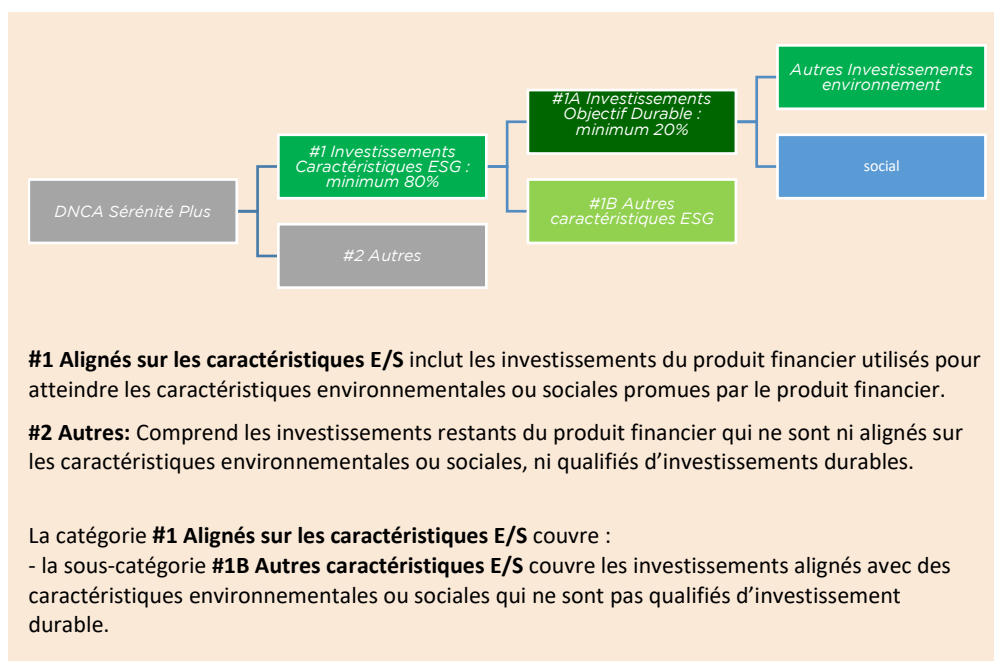 DNCA Sérénité Plus
#1 Investissements
Caractéristiques ESG :
minimum 80%
#2 Autres
#1A Investissements
Objectif Durable :
minimum 20%
#1B Autres
caractéristiques ESG
Autres Investissements
environnement
social
#1 Alignés sur les caractéristiques E/S inclut les investissements du produit financier utilisés pour
atteindre les caractéristiques environnementales ou sociales promues par le produit financier.
#2 Autres: Comprend les investissements restants du produit financier qui ne sont ni alignés sur
les caractéristiques environnementales ou sociales, ni qualifiés d’investissements durables.
La catégorie #1 Alignés sur les caractéristiques E/S couvre :
- la sous-catégorie #1B Autres caractéristiques E/S couvre les investissements alignés avec des
caractéristiques environnementales ou sociales qui ne sont pas qualifiés d’investissement
durable.